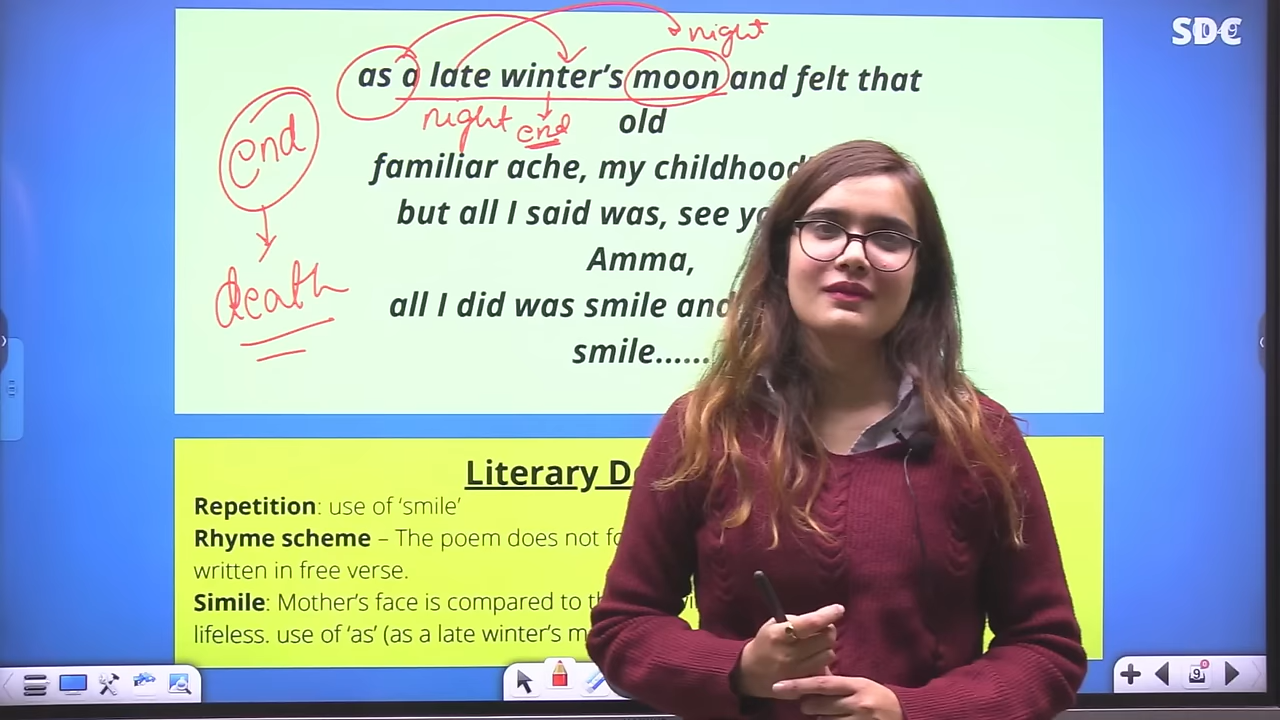 SDC
night
as a late winter's moon and felt that
night end
old
end
familiar ache, my childhood
but all I said was, see
Amma,
death
all I did was smile and
smile......
Literary
Repetition: use of 'smile'
Rhyme scheme – The poem does not
written in free verse.
Simile: Mother's face is compared to
lifeless. use of 'as' (as a late winter's
9